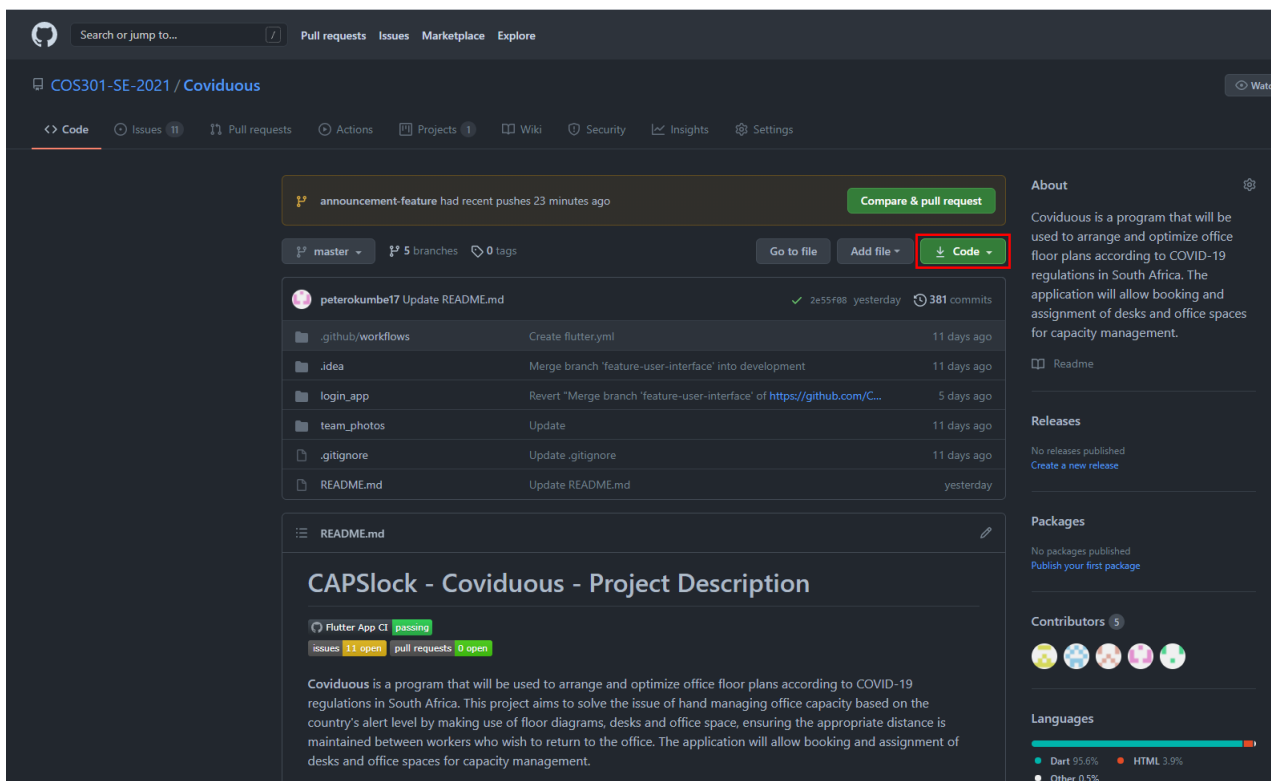 Search or jump to... /
Pull requests Issues Marketplace Explore
COS301-SE-2021 / Coviduous
Watc
Code Issues 11 Pull requests Actions Projects 1 Wiki Security Insights Settings
announcement-feature had recent pushes 23 minutes ago
Compare & pull request
master 5 branches 0 tags
Go to file Add file Code
peterokumbe17 Update README.md 2e55f08 yesterday 381 commits
.github/workflows Create flutter.yml 11 days ago
.idea Merge branch 'feature-user-interface' into development 11 days ago
login_app Revert "Merge branch 'feature-user-interface' of https://github.com/C... 5 days ago
team_photos Update 11 days ago
.gitignore Update .gitignore 11 days ago
README.md Update README.md yesterday
README.md
CAPSlock - Coviduous - Project Description
Flutter App CI passing
issues 11 open pull requests 0 open
Coviduous is a program that will be used to arrange and optimize office floor plans according to COVID-19
regulations in South Africa. This project aims to solve the issue of hand managing office capacity based on the
country's alert level by making use of floor diagrams, desks and office space, ensuring the appropriate distance is
maintained between workers who wish to return to the office. The application will allow booking and assignment of
desks and office spaces for capacity management.
About
Coviduous is a program that will be
used to arrange and optimize office
floor plans according to COVID-19
regulations in South Africa. The
application will allow booking and
assignment of desks and office spaces
for capacity management.
Readme
Releases
No releases published
Create a new release
Packages
No packages published
Publish your first package
Contributors 5
Languages
Dart 95.6% HTML 3.9%
Other 0.5%